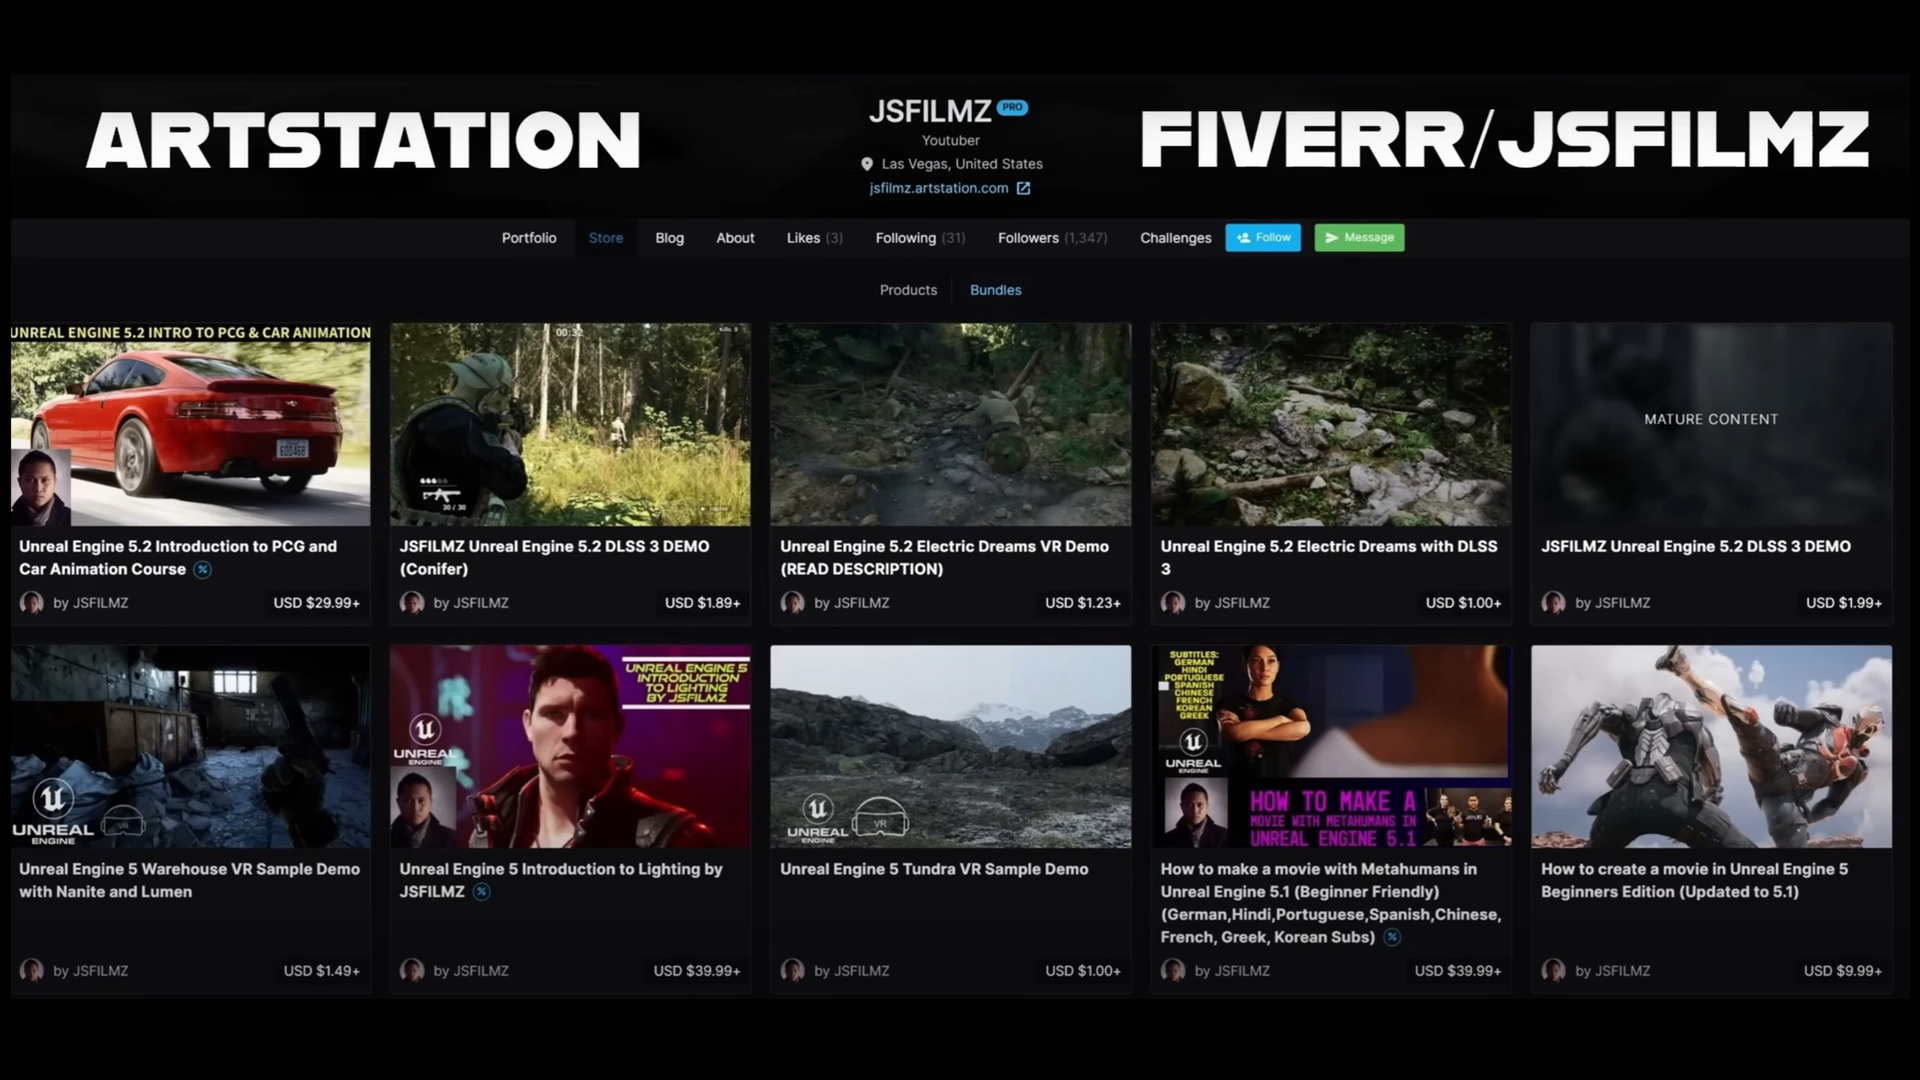 ARTSTATION
JSFILMZ PRO
Youtuber
Las Vegas, United States
jsfilmz.artstation.com
FIVERR/JSFILMZ
Portfolio Store Blog About Likes (3) Following (31) Followers (1,347) Challenges Follow Message
Products Bundles
UNREAL ENGINE 5.2 INTRO TO PCG & CAR ANIMATION
00:32
30 / 30
MATURE CONTENT
Unreal Engine 5.2 Introduction to PCG and
Car Animation Course
by JSFILMZ USD $29.99+
JSFILMZ Unreal Engine 5.2 DLSS 3 DEMO
(Conifer)
by JSFILMZ USD $1.89+
Unreal Engine 5.2 Electric Dreams VR Demo
(READ DESCRIPTION)
by JSFILMZ USD $1.23+
Unreal Engine 5.2 Electric Dreams with DLSS
3
by JSFILMZ USD $1.00+
JSFILMZ Unreal Engine 5.2 DLSS 3 DEMO
by JSFILMZ USD $1.99+
UNREAL
ENGINE
VR
Unreal Engine 5 Warehouse VR Sample Demo
with Nanite and Lumen
by JSFILMZ USD $1.49+
UNREAL ENGINE 5
INTRODUCTION
TO LIGHTING
BY JSFILMZ
UNREAL
ENGINE
Unreal Engine 5 Introduction to Lighting by
JSFILMZ
by JSFILMZ USD $39.99+
UNREAL
ENGINE
VR
Unreal Engine 5 Tundra VR Sample Demo
by JSFILMZ USD $1.00+
SUBTITLES:
GERMAN
HINDI
PORTUGUESE
SPANISH
CHINESE
FRENCH
KOREAN
GREEK
UNREAL
ENGINE
HOW TO MAKE A
MOVIE WITH METAHUMANS IN
UNREAL ENGINE 5.1
How to make a movie with Metahumans in
Unreal Engine 5.1 (Beginner Friendly)
(German,Hindi,Portuguese,Spanish,Chinese,
French, Greek, Korean Subs)
by JSFILMZ USD $39.99+
How to create a movie in Unreal Engine 5
Beginners Edition (Updated to 5.1)
by JSFILMZ USD $9.99+